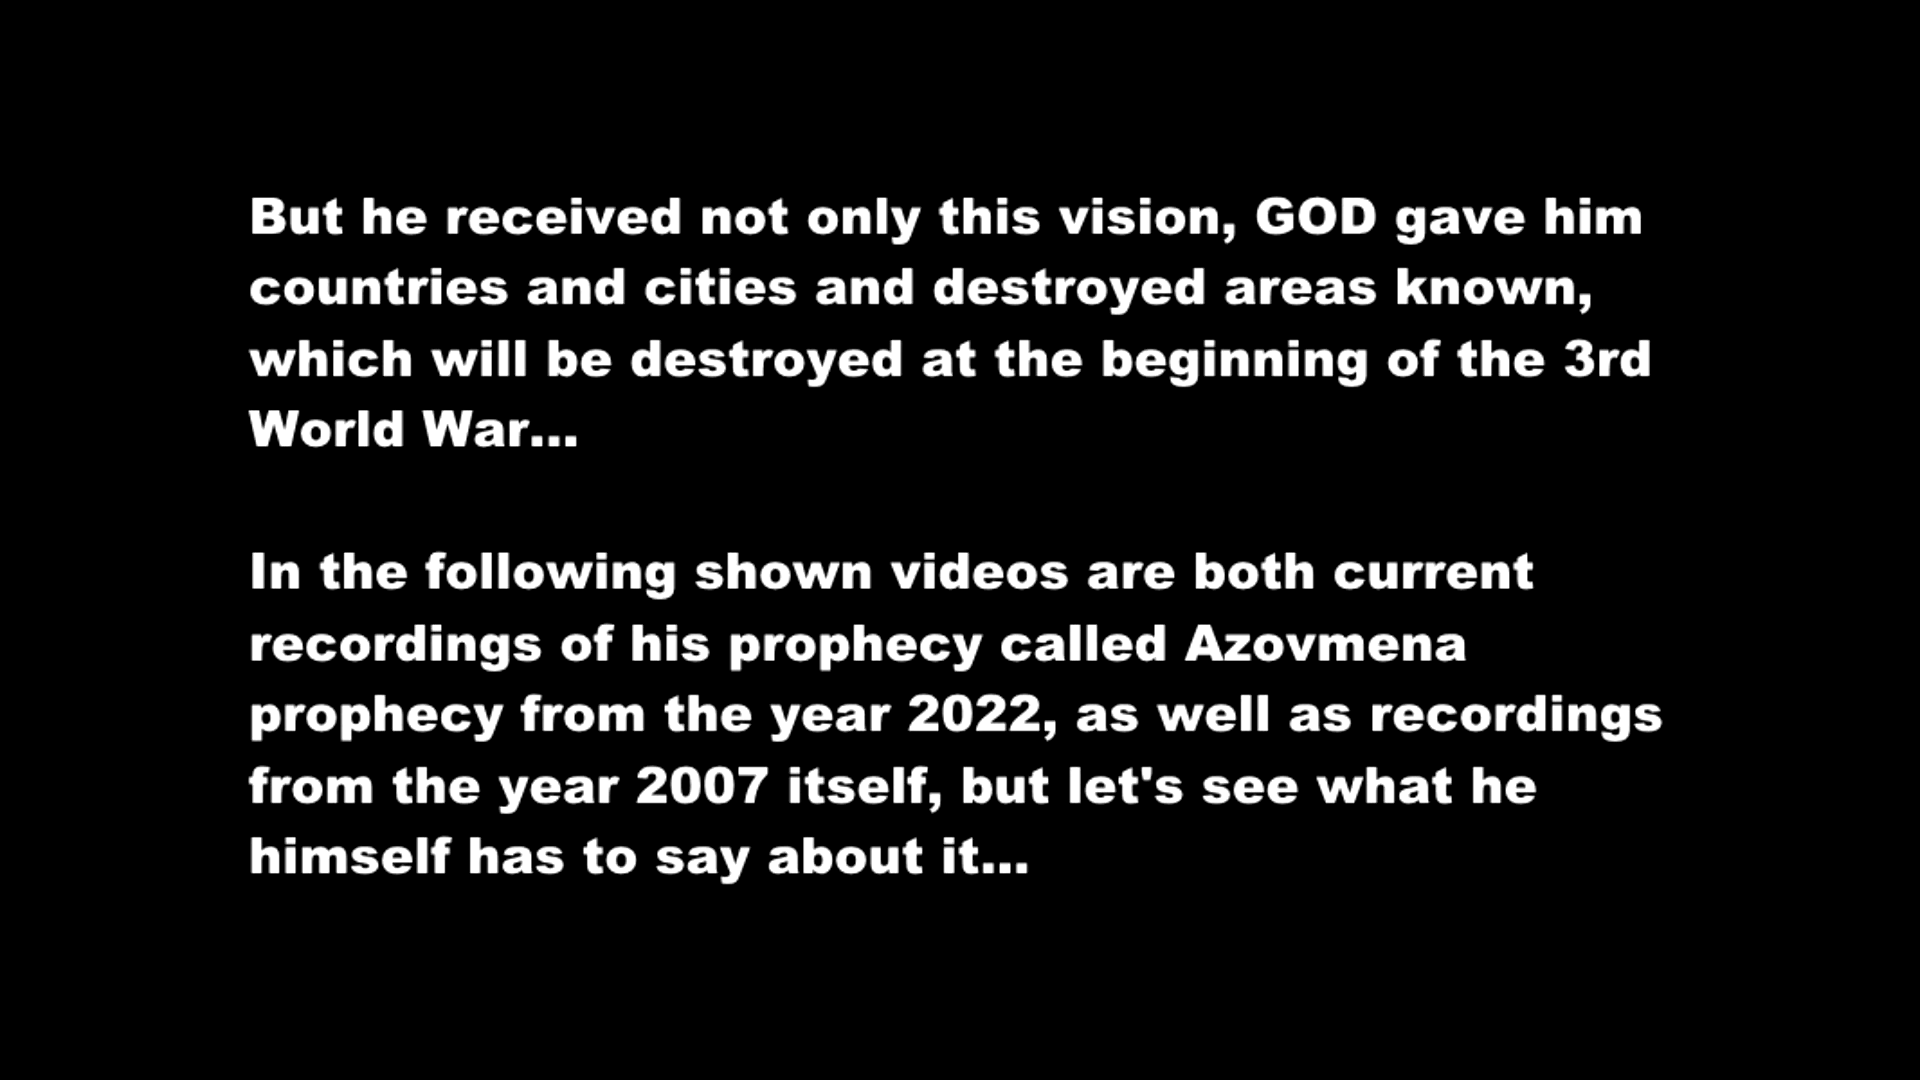 But he received not only this vision, GOD gave him
countries and cities and destroyed areas known,
which will be destroyed at the beginning of the 3rd
World War...
In the following shown videos are both current
recordings of his prophecy called Azovmena
prophecy from the year 2022, as well as recordings
from the year 2007 itself, but let's see what he
himself has to say about it...